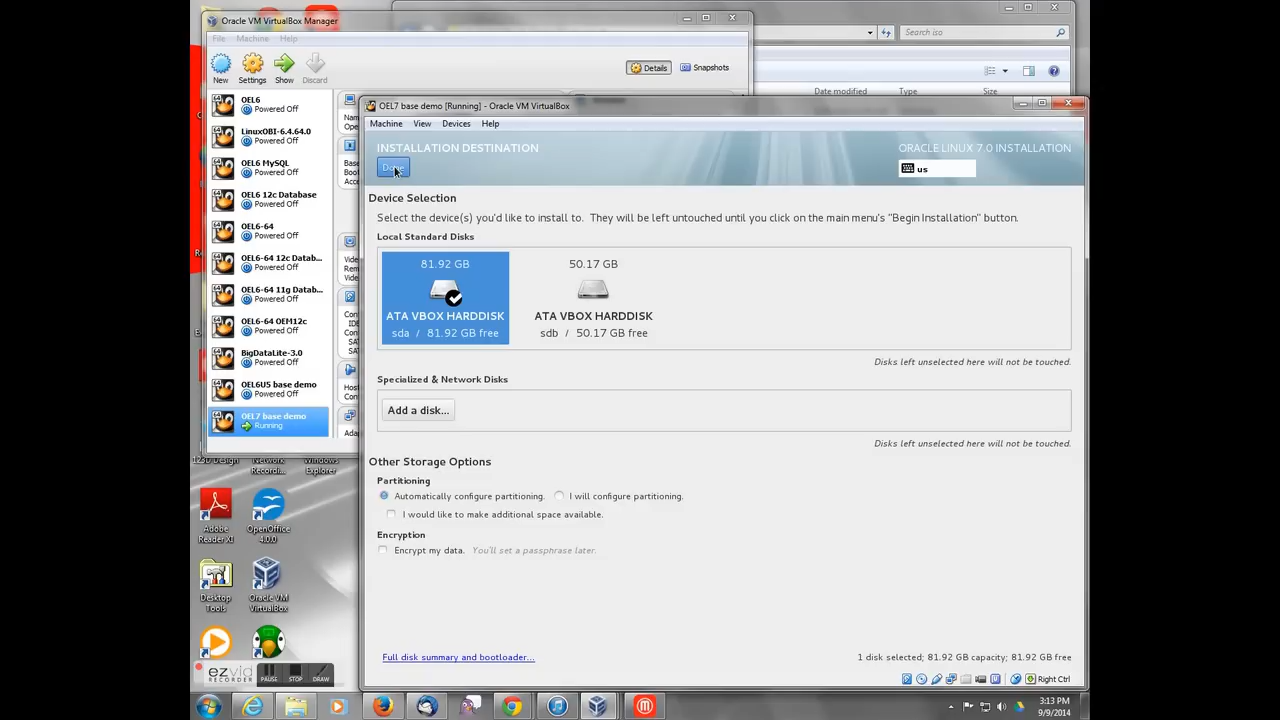 Oracle VM VirtualBox Manager
File Machine Help
Search iso
New Settings Show Discard
Details Snapshots
Date modified Type Size
OEL6
Powered Off
LinuxOBI-6.4.64.0
Powered Off
OEL6 MySQL
Powered Off
OEL6 12c Database
Powered Off
OEL6-64
Powered Off
OEL6-64 12c Datab...
Powered Off
OEL6-64 11g Datab...
Powered Off
OEL6-64 OEM12c
Powered Off
BigDataLite-3.0
Powered Off
OEL6U5 base demo
Powered Off
OEL7 base demo
Running
OEL7 base demo [Running] - Oracle VM VirtualBox
Machine View Devices Help
INSTALLATION DESTINATION
Done
ORACLE LINUX 7.0 INSTALLATION
us
Device Selection
Select the device(s) you'd like to install to. They will be left untouched until you click on the main menu's "Begin Installation" button.
Local Standard Disks
81.92 GB
ATA VBOX HARDDISK
sda / 81.92 GB free
50.17 GB
ATA VBOX HARDDISK
sdb / 50.17 GB free
Disks left unselected here will not be touched.
Specialized & Network Disks
Add a disk...
Disks left unselected here will not be touched.
Other Storage Options
Partitioning
Automatically configure partitioning. I will configure partitioning.
I would like to make additional space available.
Encryption
Encrypt my data. You'll set a passphrase later.
Full disk summary and bootloader...
1 disk selected; 81.92 GB capacity; 81.92 GB free
Right Ctrl
123D Design
Network Recordi...
Windows Explorer
Adobe Reader XI
OpenOffice 4.0.0
Desktop Tools
Oracle VM VirtualBox
ezvid
RECORDER
PAUSE STOP DRAW
3:13 PM
9/9/2014